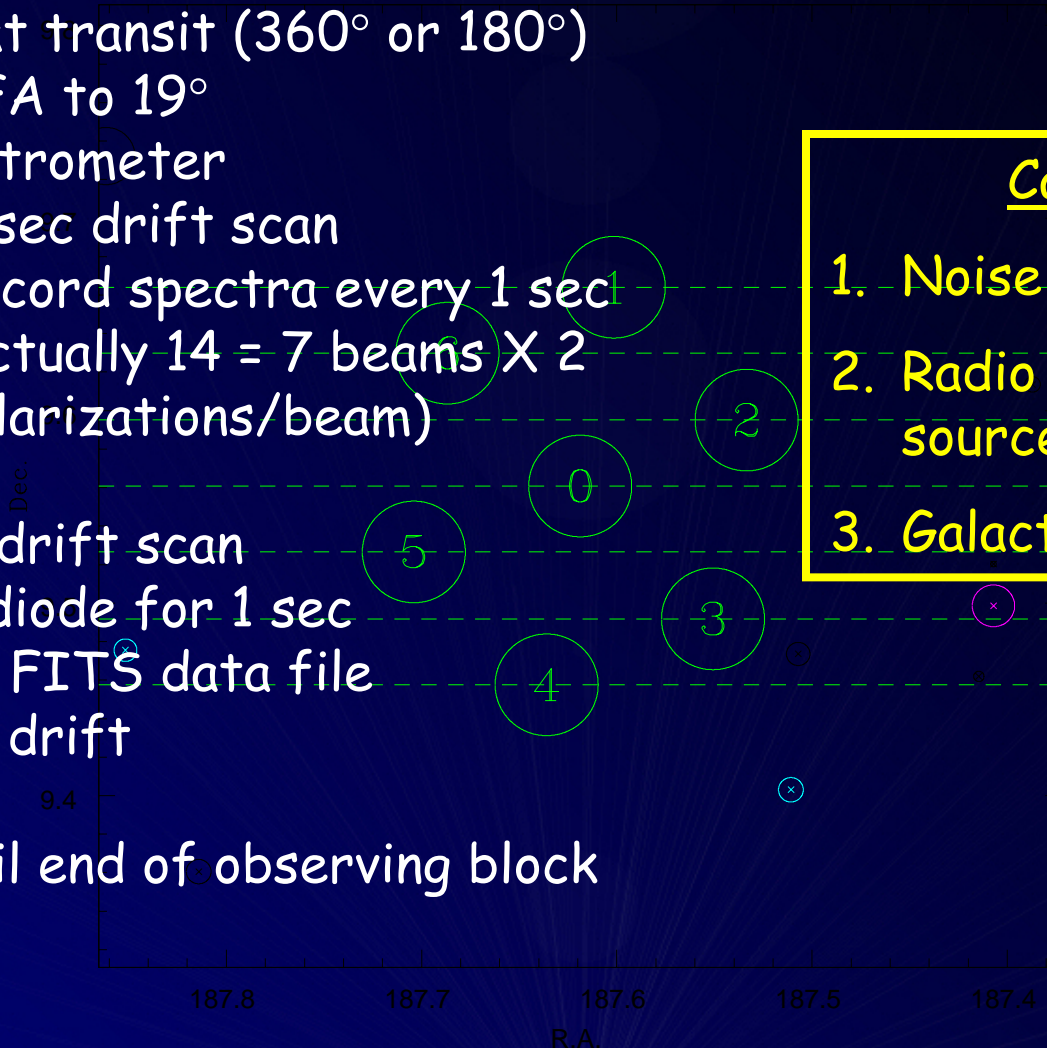 t transit (360° or 180°)
FA to 19°
trometer
sec drift scan
cord spectra every 1 sec
ctually 14 = 7 beams X 2
larizations/beam)
drift scan
diode for 1 sec
FITS data file
drift
il end of observing block
Co
1. Noise
2. Radio
source
3. Galact
1
6
2
0
5
3
4
Dec
9.4
187.8 187.7 187.6 187.5 187.4
R.A.